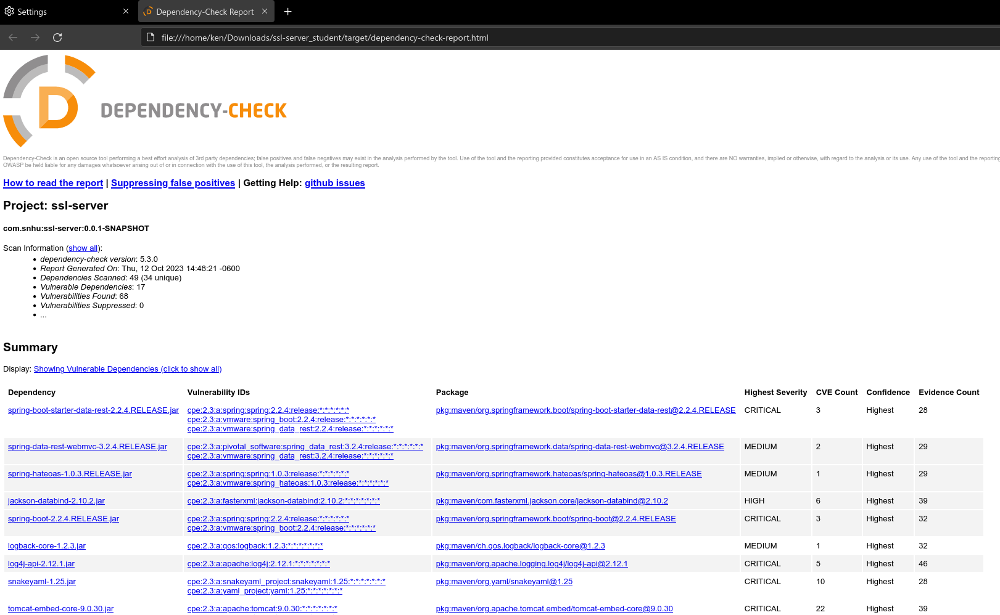 Settings
Dependency-Check Report
file:///home/ken/Downloads/ssl-server_student/target/dependency-check-report.html
D DEPENDENCY-CHECK
Dependency-Check is an open source tool performing a best effort analysis of 3rd party dependencies; false positives and false negatives may exist in the analysis performed by the tool. Use of the tool and the reporting provided constitutes acceptance for use in an AS IS condition, and there are NO warranties, implied or otherwise, with regard to the analysis or its use. Any use of the tool and the reporting
OWASP be held liable for any damages whatsoever arising out of or in connection with the use of this tool, the analysis performed, or the resulting report.
How to read the report | Suppressing false positives | Getting Help: github issues
Project: ssl-server
com.snhu:ssl-server:0.0.1-SNAPSHOT
Scan Information (show all):
• dependency-check version: 5.3.0
• Report Generated On: Thu, 12 Oct 2023 14:48:21 -0600
• Dependencies Scanned: 49 (34 unique)
• Vulnerable Dependencies: 17
• Vulnerabilities Found: 68
• Vulnerabilities Suppressed: 0
• ...
Summary
Display: Showing Vulnerable Dependencies (click to show all)
Dependency Vulnerability IDs Package Highest Severity CVE Count Confidence Evidence Count
spring-boot-starter-data-rest-2.2.4.RELEASE.jar cpe:2.3:a:spring:spring:2.2.4:release:*:*:*:*:*:* pkg:maven/org.springframework.boot/spring-boot-starter-data-rest@2.2.4.RELEASE CRITICAL 3 Highest 28
cpe:2.3:a:vmware:spring_boot:2.2.4:release:*:*:*:*:*:*
cpe:2.3:a:vmware:spring_data_rest:2.2.4:release:*:*:*:*:*:*
spring-data-rest-webmvc-3.2.4.RELEASE.jar cpe:2.3:a:pivotal_software:spring_data_rest:3.2.4:release:*:*:*:*:*:* pkg:maven/org.springframework.data/spring-data-rest-webmvc@3.2.4.RELEASE MEDIUM 2 Highest 29
cpe:2.3:a:vmware:spring_data_rest:3.2.4:release:*:*:*:*:*:*
spring-hateoas-1.0.3.RELEASE.jar cpe:2.3:a:spring:spring:1.0.3:release:*:*:*:*:*:* pkg:maven/org.springframework.hateoas/spring-hateoas@1.0.3.RELEASE MEDIUM 1 Highest 29
cpe:2.3:a:vmware:spring_hateoas:1.0.3:release:*:*:*:*:*:*
jackson-databind-2.10.2.jar cpe:2.3:a:fasterxml:jackson-databind:2.10.2:*:*:*:*:*:*:* pkg:maven/com.fasterxml.jackson.core/jackson-databind@2.10.2 HIGH 6 Highest 39
spring-boot-2.2.4.RELEASE.jar cpe:2.3:a:spring:spring:2.2.4:release:*:*:*:*:*:* pkg:maven/org.springframework.boot/spring-boot@2.2.4.RELEASE CRITICAL 3 Highest 32
cpe:2.3:a:vmware:spring_boot:2.2.4:release:*:*:*:*:*:*
logback-core-1.2.3.jar cpe:2.3:a:qos:logback:1.2.3:*:*:*:*:*:*:* pkg:maven/ch.qos.logback/logback-core@1.2.3 MEDIUM 1 Highest 32
log4j-api-2.12.1.jar cpe:2.3:a:apache:log4j:2.12.1:*:*:*:*:*:*:* pkg:maven/org.apache.logging.log4j/log4j-api@2.12.1 CRITICAL 5 Highest 46
snakeyaml-1.25.jar cpe:2.3:a:snakeyaml_project:snakeyaml:1.25:*:*:*:*:*:*:* pkg:maven/org.yaml/snakeyaml@1.25 CRITICAL 10 Highest 28
cpe:2.3:a:yaml_project:yaml:1.25:*:*:*:*:*:*:*
tomcat-embed-core-9.0.30.jar cpe:2.3:a:apache:tomcat:9.0.30:*:*:*:*:*:*:* pkg:maven/org.apache.tomcat.embed/tomcat-embed-core@9.0.30 CRITICAL 22 Highest 39